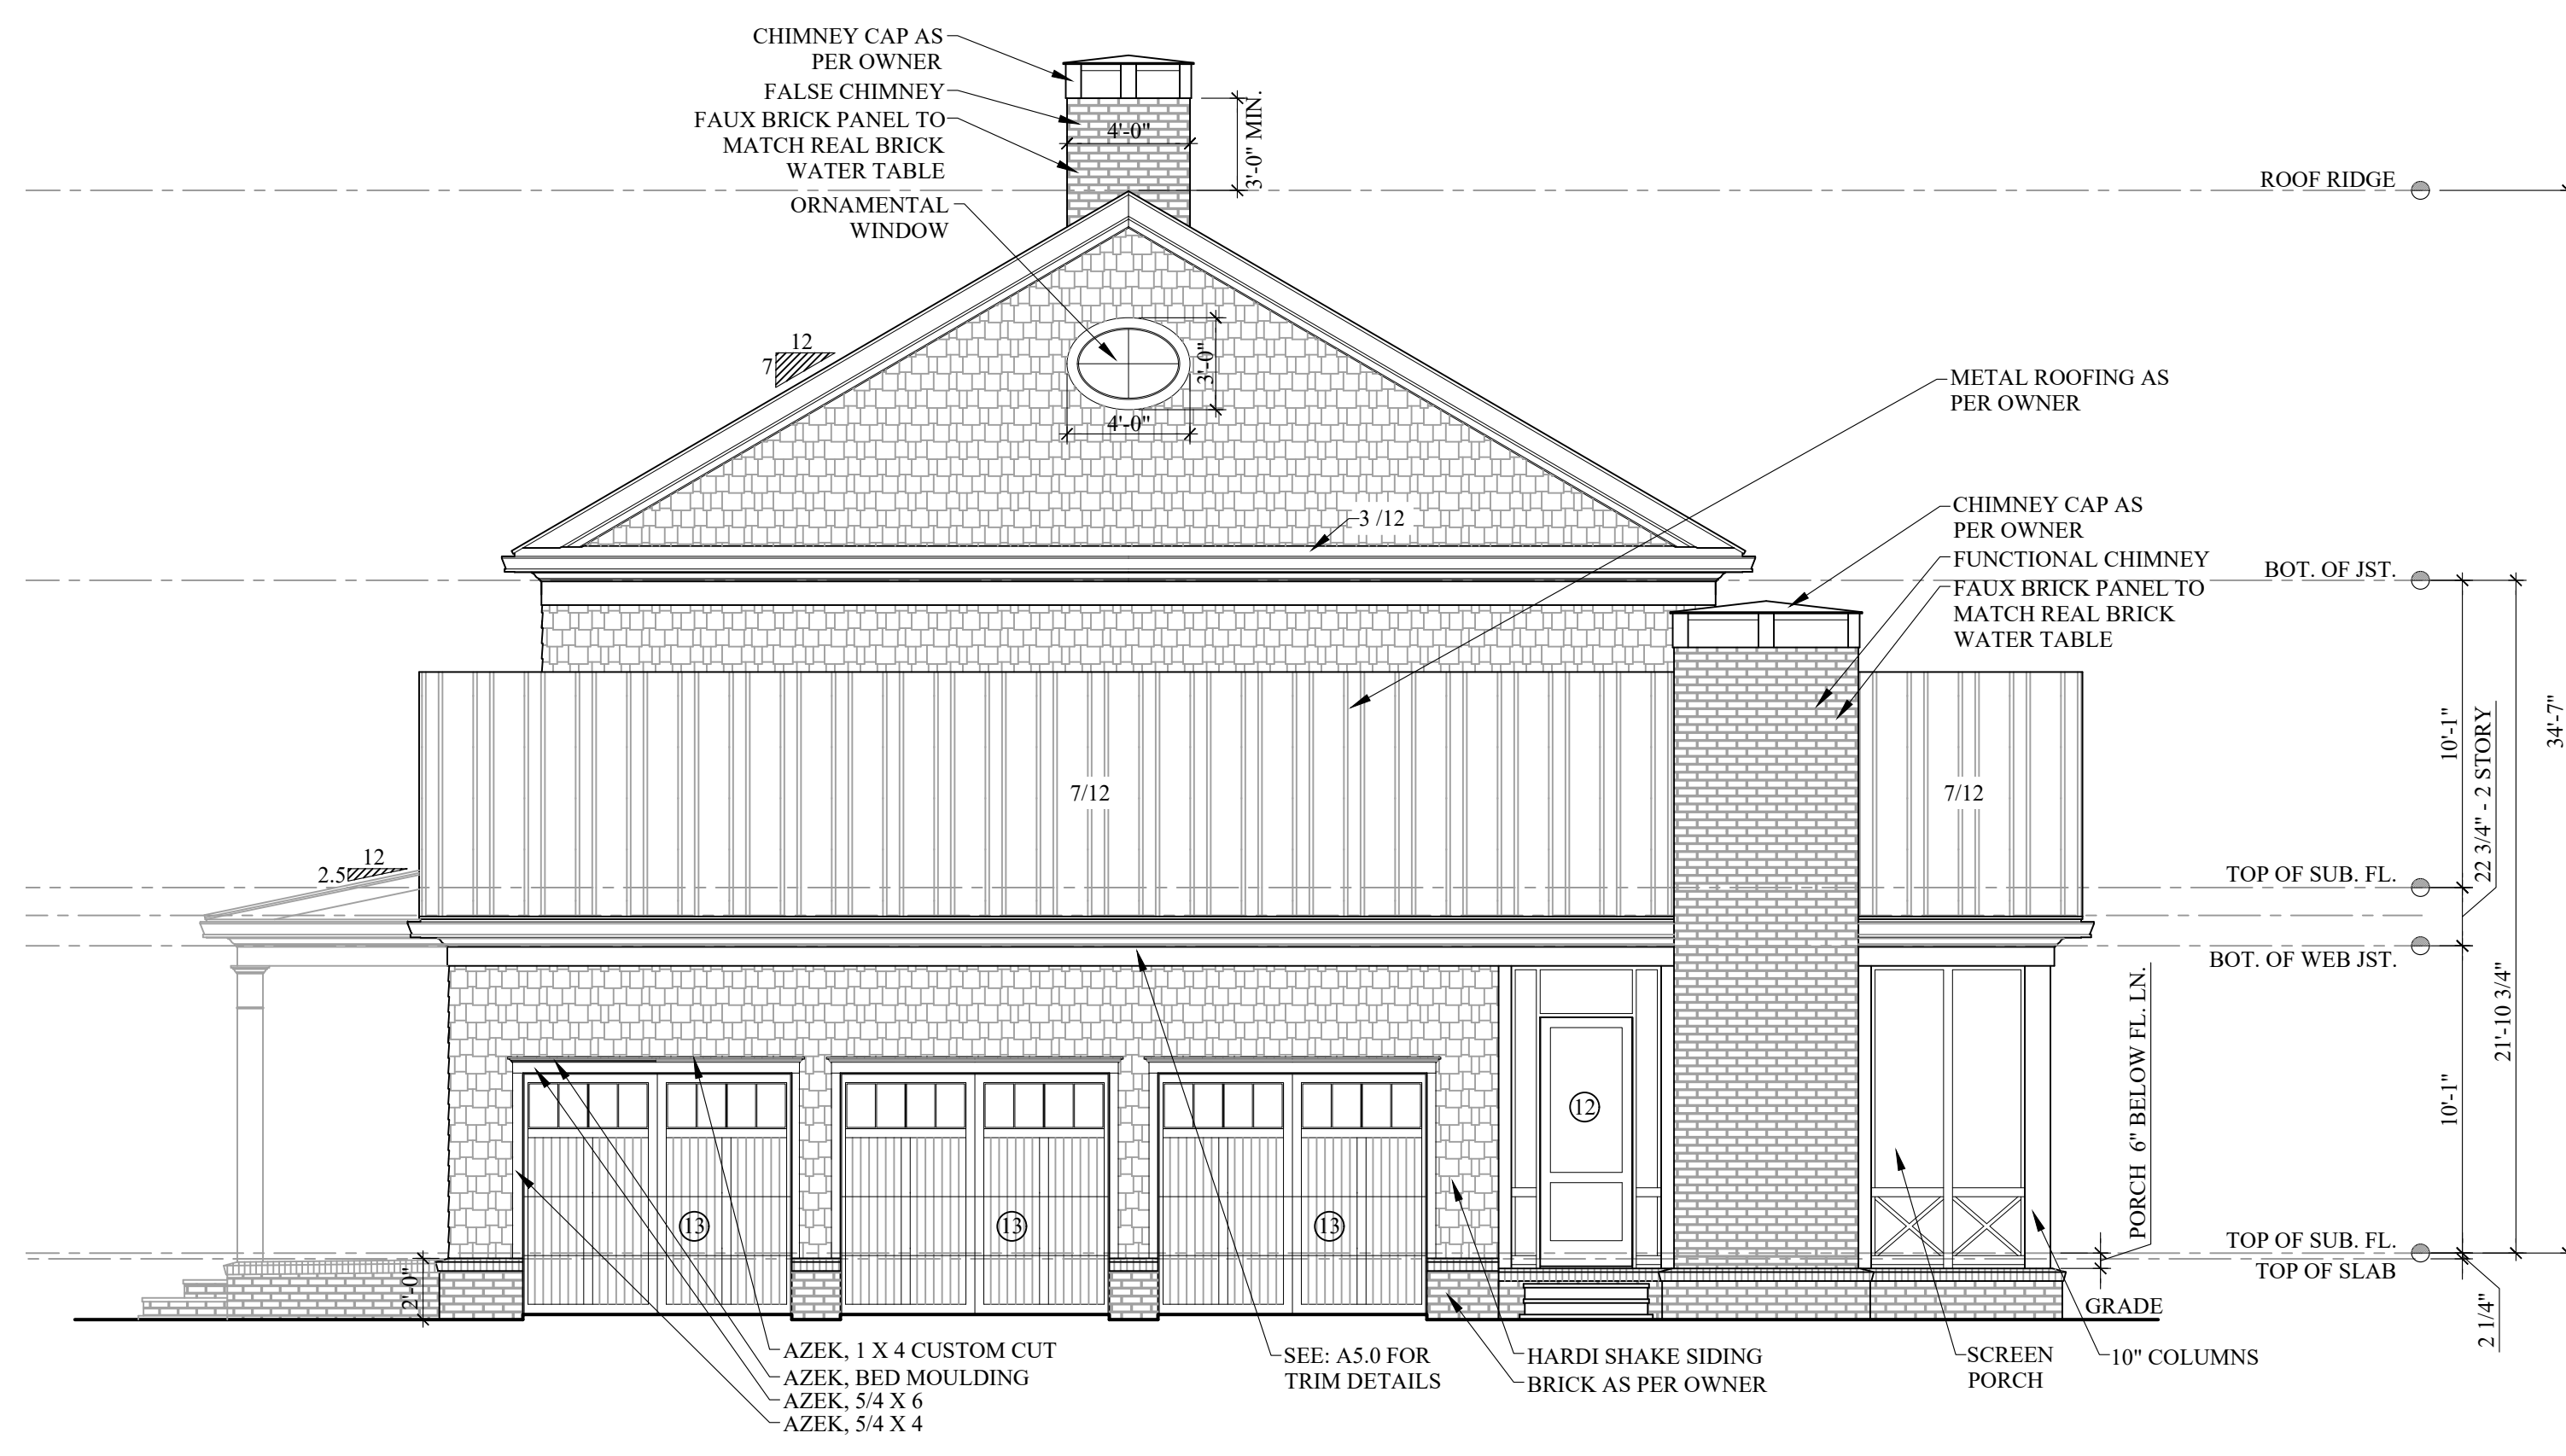 CHIMNEY CAP AS
PER OWNER
FALSE CHIMNEY
FAUX BRICK PANEL TO
MATCH REAL BRICK
WATER TABLE
4'-0"
3'-0" MIN.
ROOF RIDGE
ORNAMENTAL
WINDOW
12
7
3'-0"
4'-0"
METAL ROOFING AS
PER OWNER
3 /12
CHIMNEY CAP AS
PER OWNER
FUNCTIONAL CHIMNEY
FAUX BRICK PANEL TO
MATCH REAL BRICK
WATER TABLE
BOT. OF JST.
10'-1"
22 3/4" - 2 STORY
34'-7"
7/12
7/12
12
2.5
TOP OF SUB. FL.
BOT. OF WEB JST.
21'-10 3/4"
PORCH 6" BELOW FL. LN.
10'-1"
12
13
13
13
TOP OF SUB. FL.
TOP OF SLAB
2'-0"
GRADE
2 1/4"
AZEK, 1 X 4 CUSTOM CUT
AZEK, BED MOULDING
AZEK, 5/4 X 6
AZEK, 5/4 X 4
SEE: A5.0 FOR
TRIM DETAILS
HARDI SHAKE SIDING
BRICK AS PER OWNER
SCREEN
PORCH
10" COLUMNS